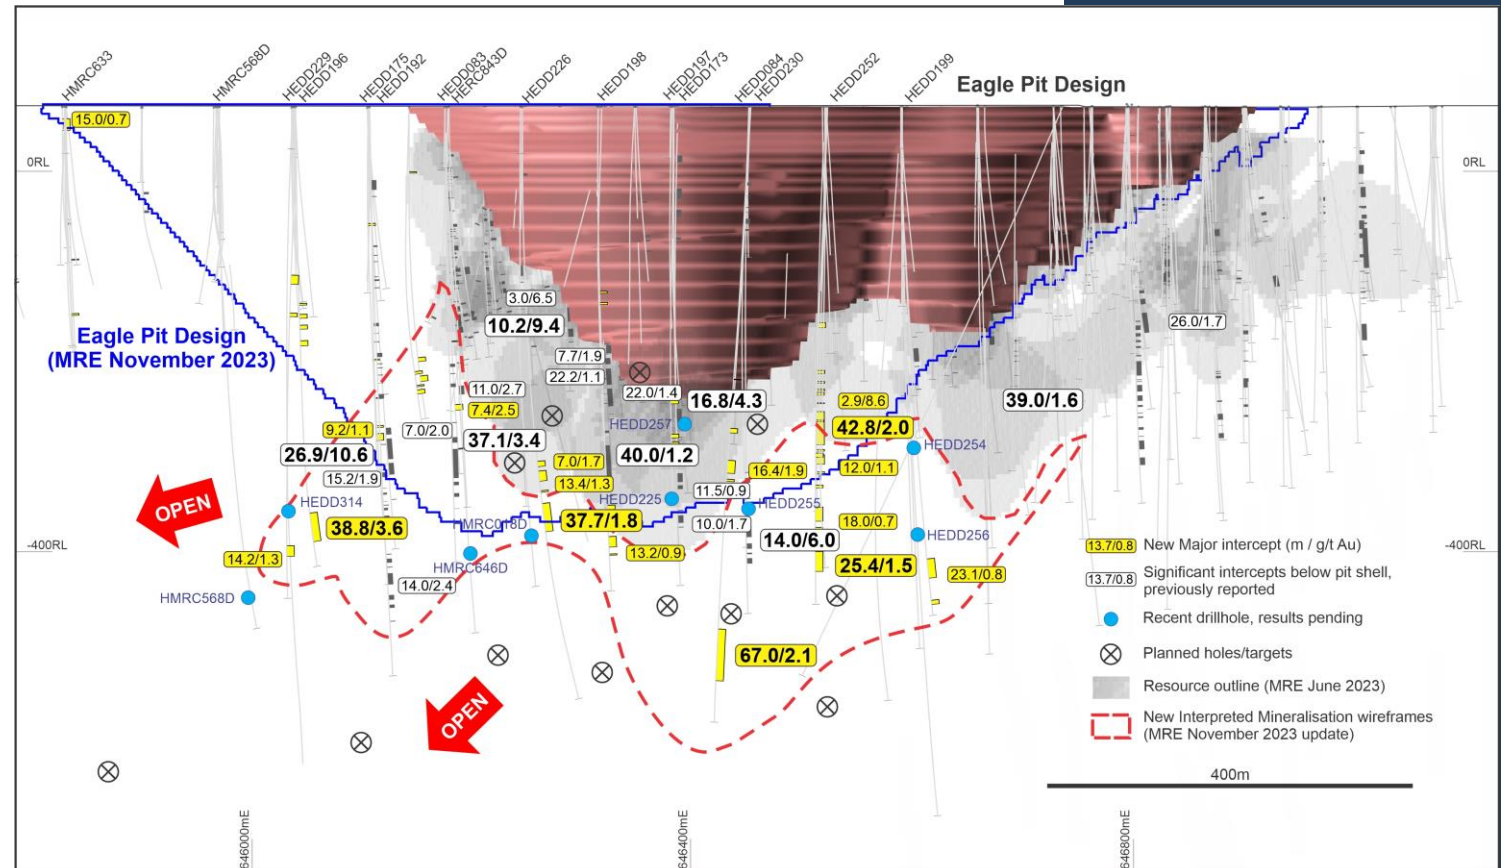 HMRC633
HMRC568D
HEDD229
HEDD196
HEDD175
HEDD192
HEDD083
HERC843D
HEDD226
HEDD198
HEDD197
HEDD173
HEDD084
HEDD230
HEDD252
HEDD199
Eagle Pit Design
15.0/0.7
0RL
0RL
Eagle Pit Design
(MRE November 2023)
3.0/6.5
10.2/9.4
7.7/1.9
22.2/1.1
11.0/2.7
7.4/2.5
22.0/1.4
16.8/4.3
26.0/1.7
2.9/8.6
39.0/1.6
42.8/2.0
9.2/1.1
7.0/2.0
37.1/3.4
HEDD257
26.9/10.6
40.0/1.2
HEDD254
15.2/1.9
7.0/1.7
16.4/1.9
12.0/1.1
13.4/1.3
11.5/0.9
OPEN
HEDD314
HEDD225
HEDD255
38.8/3.6
HMRC018D
37.7/1.8
10.0/1.7
18.0/0.7
14.0/6.0
HEDD256
-400RL
-400RL
14.2/1.3
HMRC646D
13.2/0.9
25.4/1.5
23.1/0.8
14.0/2.4
HMRC568D
67.0/2.1
OPEN
13.7/0.8
New Major intercept (m / g/t Au)
13.7/0.8
Significant intercepts below pit shell,
previously reported
Recent drillhole, results pending
Planned holes/targets
Resource outline (MRE June 2023)
New Interpreted Mineralisation wireframes
(MRE November 2023 update)
400m
646000mE
646400mE
646800mE